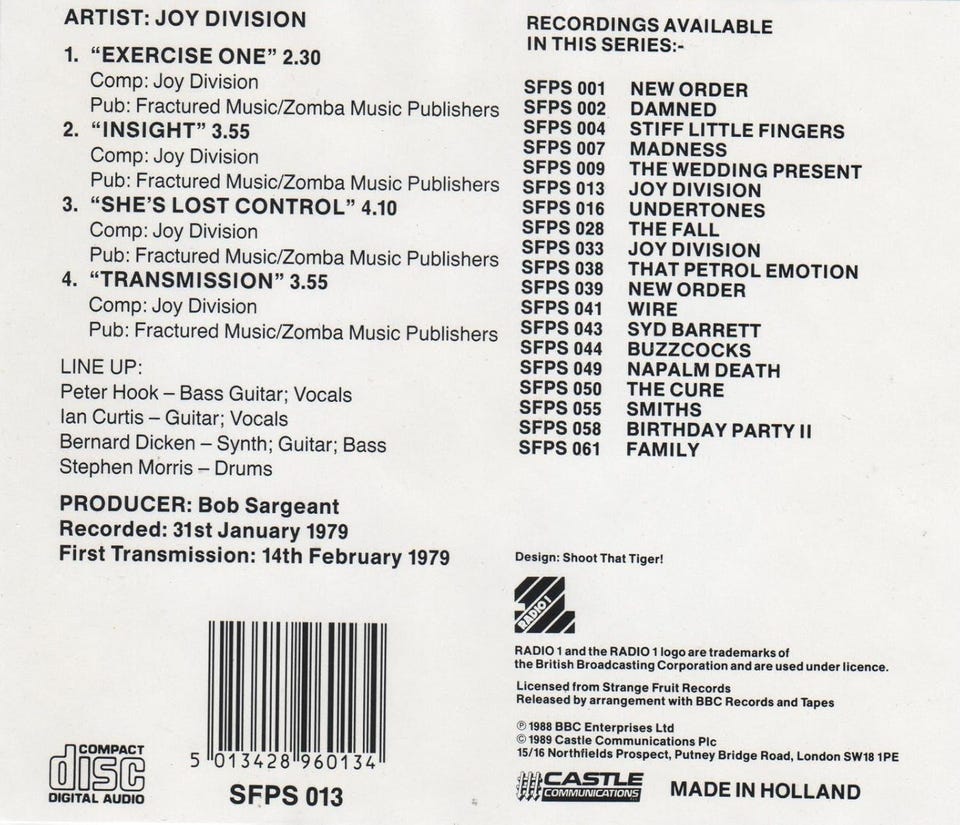 ARTIST: JOY DIVISION
1. “EXERCISE ONE” 2.30
Comp: Joy Division
Pub: Fractured Music/Zomba Music Publishers
2. “INSIGHT” 3.55
Comp: Joy Division
Pub: Fractured Music/Zomba Music Publishers
3. “SHE’S LOST CONTROL” 4.10
Comp: Joy Division
Pub: Fractured Music/Zomba Music Publishers
4. “TRANSMISSION” 3.55
Comp: Joy Division
Pub: Fractured Music/Zomba Music Publishers
LINE UP:
Peter Hook – Bass Guitar; Vocals
Ian Curtis – Guitar; Vocals
Bernard Dicken – Synth; Guitar; Bass
Stephen Morris – Drums
PRODUCER: Bob Sargeant
Recorded: 31st January 1979
First Transmission: 14th February 1979
5 013428 960134
COMPACT
disc
DIGITAL AUDIO
SFPS 013
RECORDINGS AVAILABLE
IN THIS SERIES:-
SFPS 001 NEW ORDER
SFPS 002 DAMNED
SFPS 004 STIFF LITTLE FINGERS
SFPS 007 MADNESS
SFPS 009 THE WEDDING PRESENT
SFPS 013 JOY DIVISION
SFPS 016 UNDERTONES
SFPS 028 THE FALL
SFPS 033 JOY DIVISION
SFPS 038 THAT PETROL EMOTION
SFPS 039 NEW ORDER
SFPS 041 WIRE
SFPS 043 SYD BARRETT
SFPS 044 BUZZCOCKS
SFPS 049 NAPALM DEATH
SFPS 050 THE CURE
SFPS 055 SMITHS
SFPS 058 BIRTHDAY PARTY II
SFPS 061 FAMILY
Design: Shoot That Tiger!
RADIO 1
RADIO 1 and the RADIO 1 logo are trademarks of
the British Broadcasting Corporation and are used under licence.
Licensed from Strange Fruit Records
Released by arrangement with BBC Records and Tapes
℗ 1988 BBC Enterprises Ltd
© 1989 Castle Communications Plc
15/16 Northfields Prospect, Putney Bridge Road, London SW18 1PE
CASTLE
COMMUNICATIONS
MADE IN HOLLAND